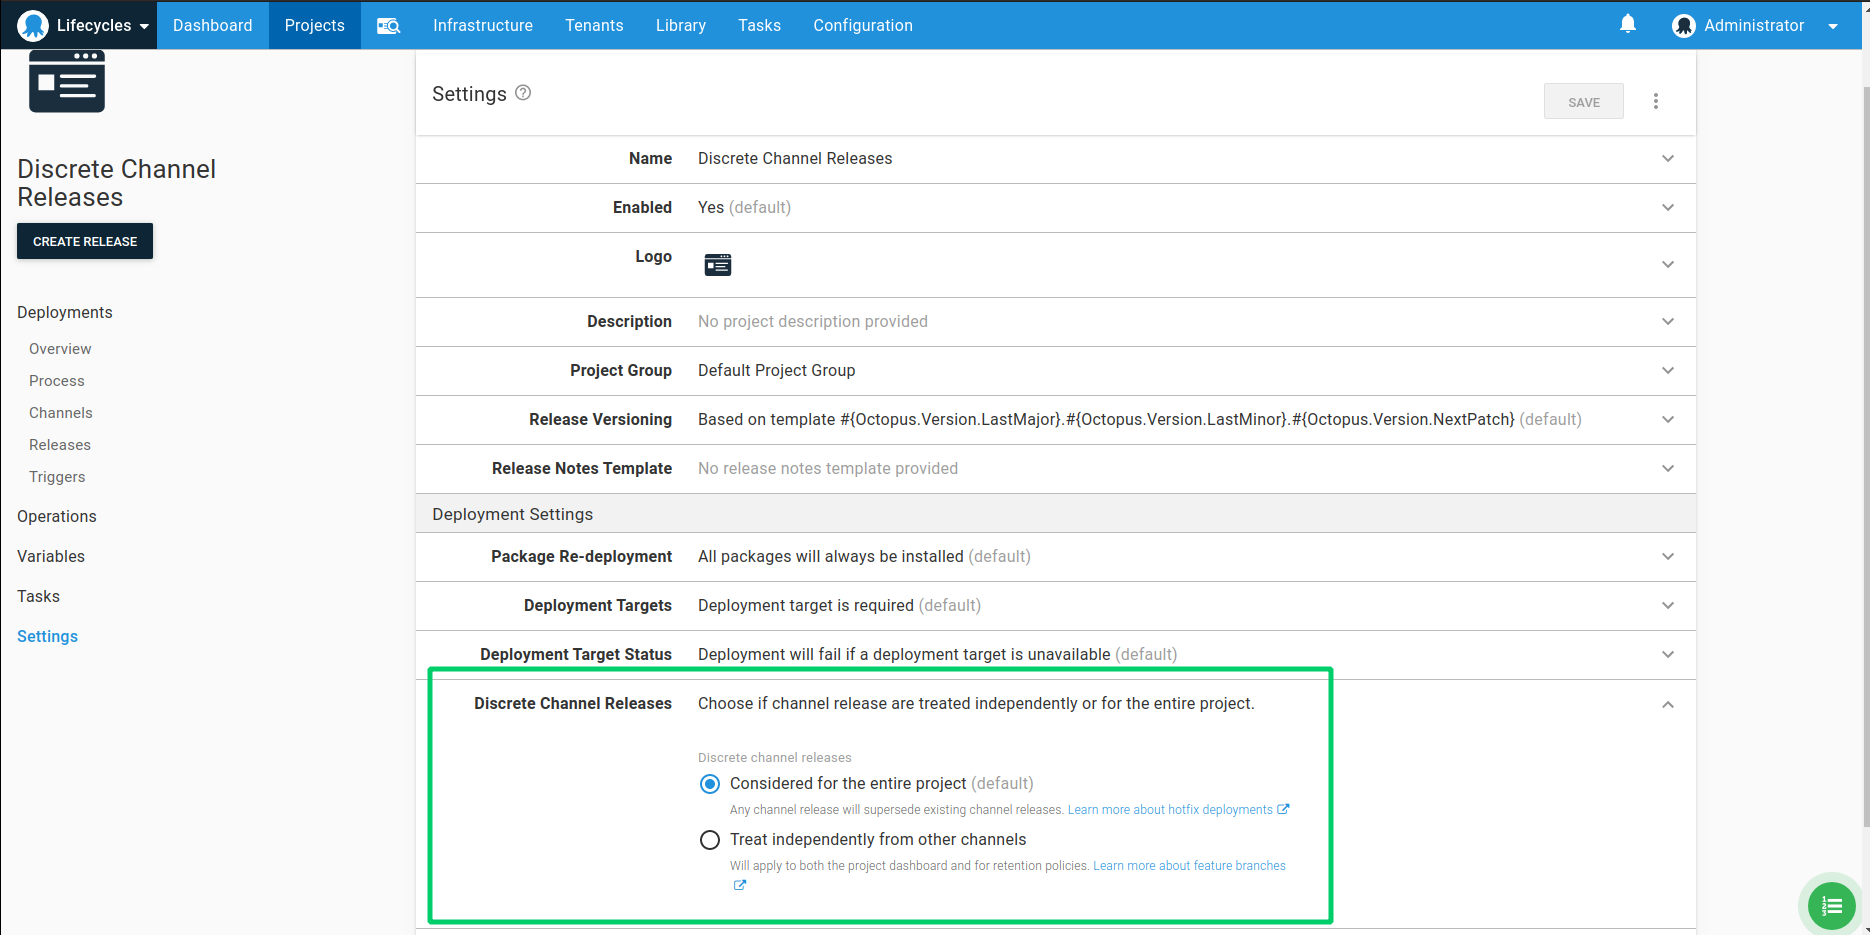 Lifecycles
Dashboard
Projects
Infrastructure
Tenants
Library
Tasks
Configuration
Administrator
Discrete Channel
Releases
CREATE RELEASE
Deployments
Overview
Process
Channels
Releases
Triggers
Operations
Variables
Tasks
Settings
Settings
SAVE
Name Discrete Channel Releases
Enabled Yes (default)
Logo
Description No project description provided
Project Group Default Project Group
Release Versioning Based on template #{Octopus.Version.LastMajor}.#{Octopus.Version.LastMinor}.#{Octopus.Version.NextPatch} (default)
Release Notes Template No release notes template provided
Deployment Settings
Package Re-deployment All packages will always be installed (default)
Deployment Targets Deployment target is required (default)
Deployment Target Status Deployment will fail if a deployment target is unavailable (default)
Discrete Channel Releases Choose if channel release are treated independently or for the entire project.
Discrete channel releases
Considered for the entire project (default)
Any channel release will supersede existing channel releases. Learn more about hotfix deployments
Treat independently from other channels
Will apply to both the project dashboard and for retention policies. Learn more about feature branches